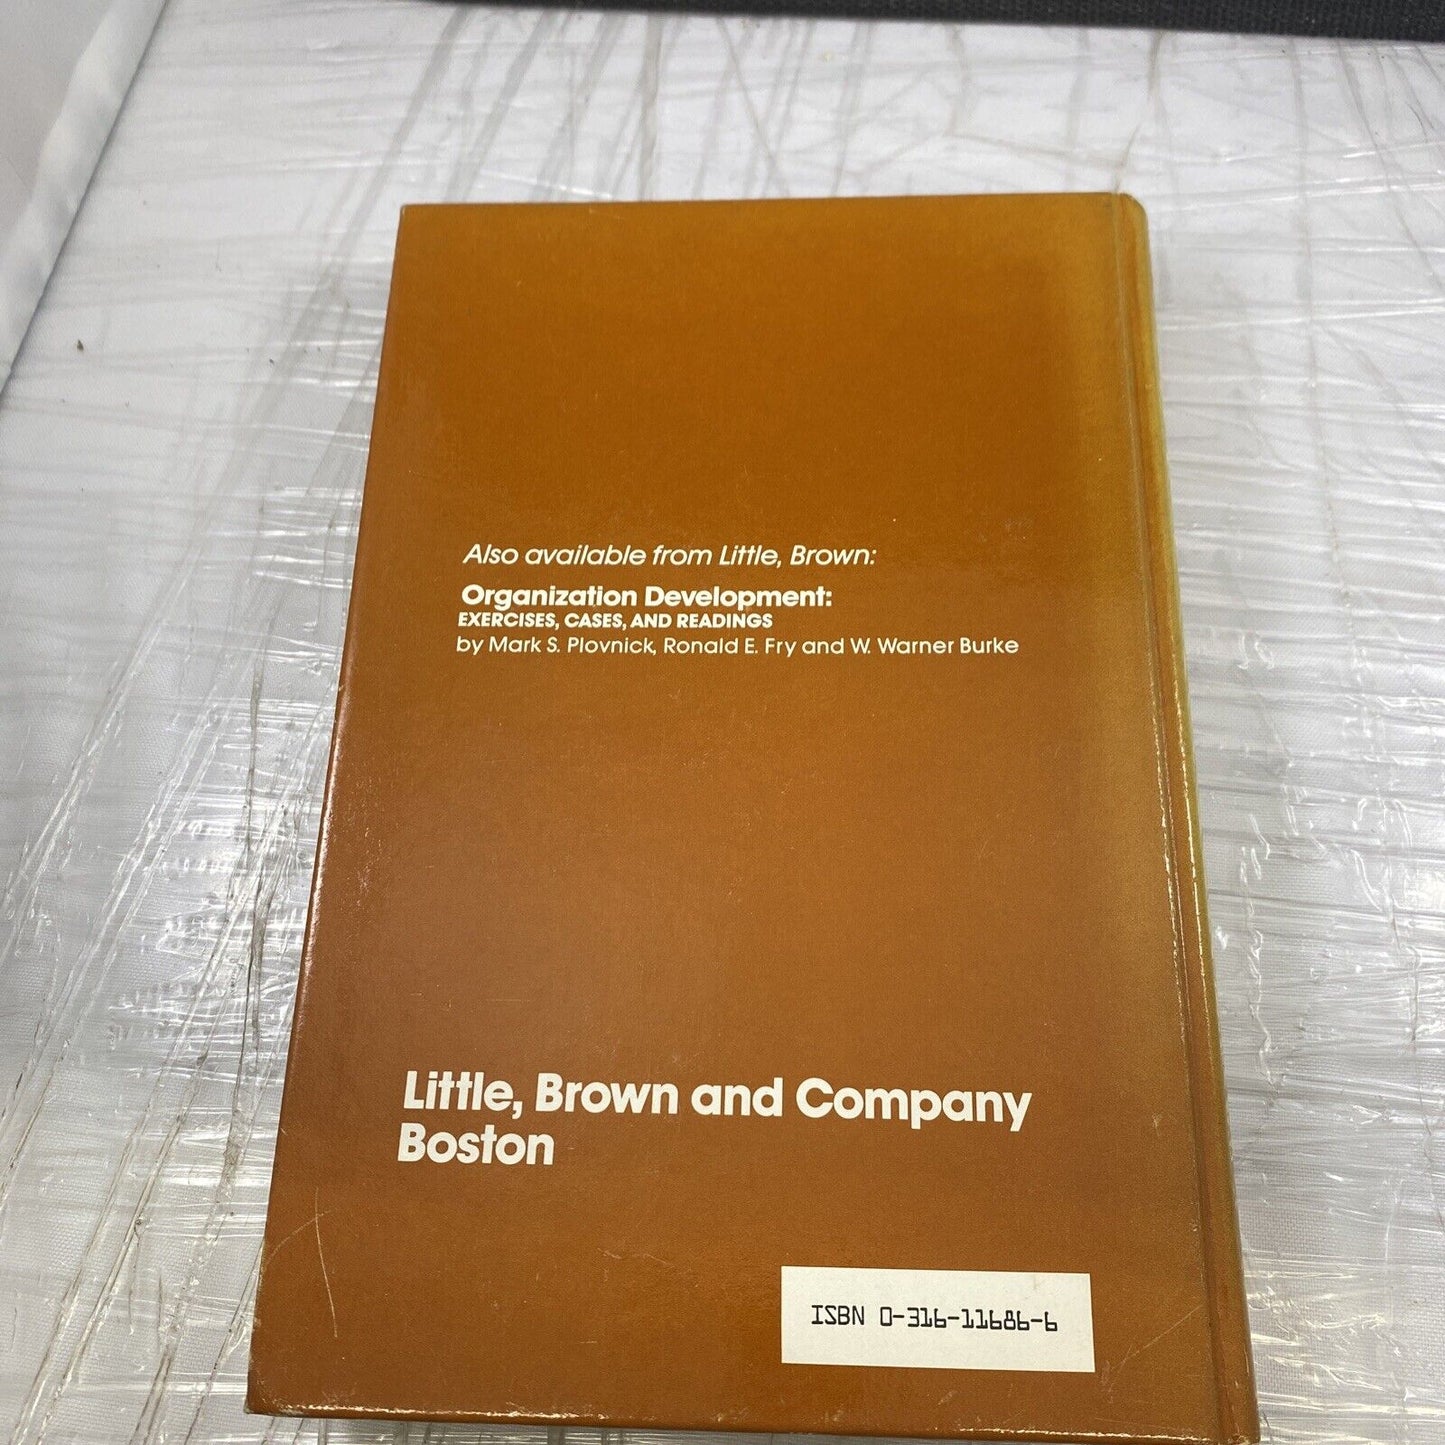 Also available from Little, Brown:
Organization Development:
EXERCISES, CASES, AND READINGS
by Mark S. Plovnick, Ronald E. Fry and W. Warner Burke
Little, Brown and Company
Boston
ISBN 0-316-11686-6